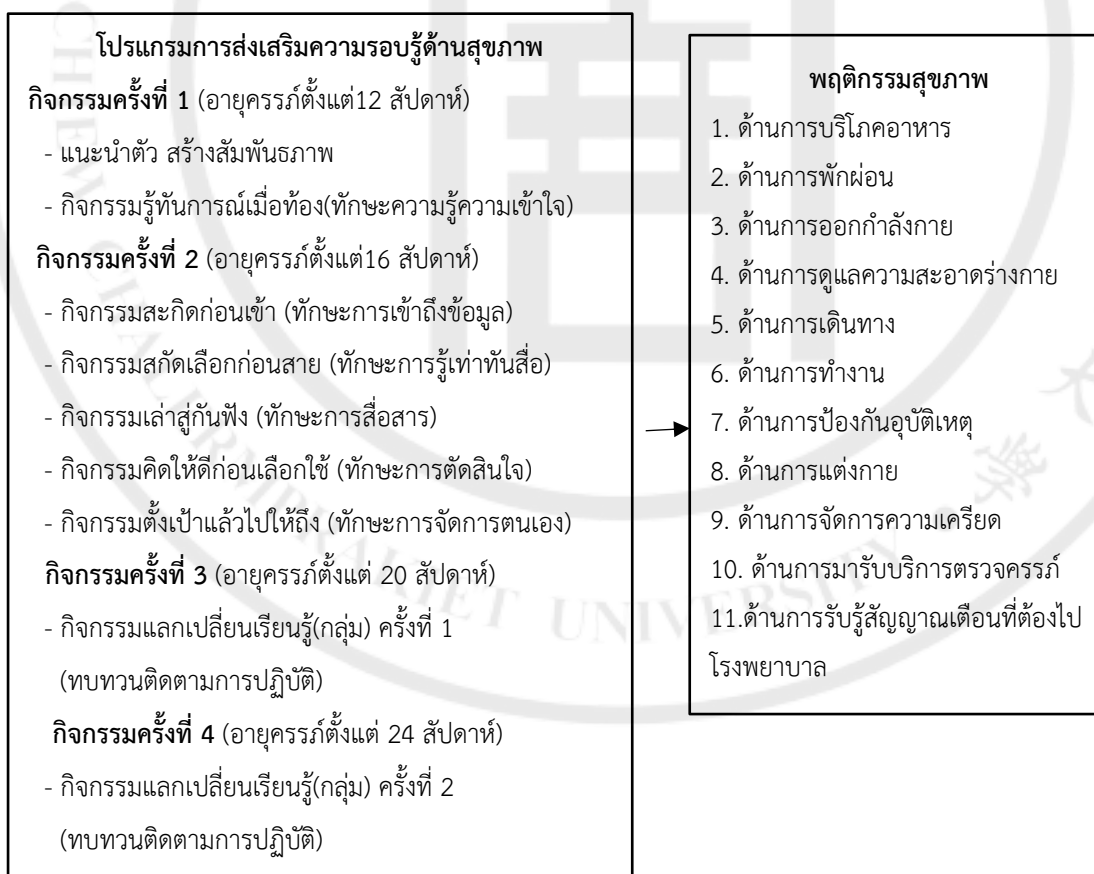 โปรแกรมการส่งเสริมความรอบรู้ด้านสุขภาพ
กิจกรรมครั้งที่ 1 (อายุครรภ์ตั้งแต่12 สัปดาห์)
- แนะนำตัว สร้างสัมพันธภาพ
- กิจกรรมรู้ทันการณ์เมื่อท้อง(ทักษะความรู้ความเข้าใจ)
กิจกรรมครั้งที่ 2 (อายุครรภ์ตั้งแต่16 สัปดาห์)
- กิจกรรมสะกิดก่อนเข้า (ทักษะการเข้าถึงข้อมูล)
- กิจกรรมสกัดเลือกก่อนสาย (ทักษะการรู้เท่าทันสื่อ)
- กิจกรรมเล่าสู่กันฟัง (ทักษะการสื่อสาร)
- กิจกรรมคิดให้ดีก่อนเลือกใช้ (ทักษะการตัดสินใจ)
- กิจกรรมตั้งเป้าแล้วไปให้ถึง (ทักษะการจัดการตนเอง)
กิจกรรมครั้งที่ 3 (อายุครรภ์ตั้งแต่ 20 สัปดาห์)
- กิจกรรมแลกเปลี่ยนเรียนรู้(กลุ่ม) ครั้งที่ 1
(ทบทวนติดตามการปฏิบัติ)
กิจกรรมครั้งที่ 4 (อายุครรภ์ตั้งแต่ 24 สัปดาห์)
- กิจกรรมแลกเปลี่ยนเรียนรู้(กลุ่ม) ครั้งที่ 2
(ทบทวนติดตามการปฏิบัติ)
พฤติกรรมสุขภาพ
1. ด้านการบริโภคอาหาร
2. ด้านการพักผ่อน
3. ด้านการออกกำลังกาย
4. ด้านการดูแลความสะอาดร่างกาย
5. ด้านการเดินทาง
6. ด้านการทำงาน
7. ด้านการป้องกันอุบัติเหตุ
8. ด้านการแต่งกาย
9. ด้านการจัดการความเครียด
10. ด้านการมารับบริการตรวจครรภ์
11.ด้านการรับรู้สัญญาณเตือนที่ต้องไป
โรงพยาบาล
UNIVERSITY